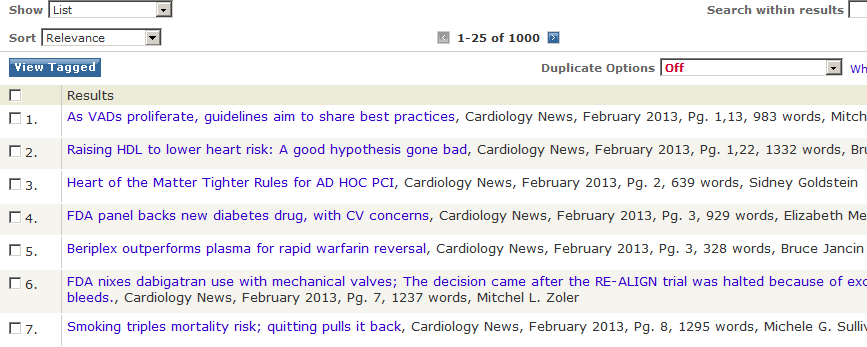 Show List Search within results
Sort Relevance 1-25 of 1000
View Tagged Duplicate Options Off Wh
Results
1. As VADs proliferate, guidelines aim to share best practices, Cardiology News, February 2013, Pg. 1,13, 983 words, Mitch
2. Raising HDL to lower heart risk: A good hypothesis gone bad, Cardiology News, February 2013, Pg. 1,22, 1332 words, Bru
3. Heart of the Matter Tighter Rules for AD HOC PCI, Cardiology News, February 2013, Pg. 2, 639 words, Sidney Goldstein
4. FDA panel backs new diabetes drug, with CV concerns, Cardiology News, February 2013, Pg. 3, 929 words, Elizabeth Me
5. Beriplex outperforms plasma for rapid warfarin reversal, Cardiology News, February 2013, Pg. 3, 328 words, Bruce Jancin
6. FDA nixes dabigatran use with mechanical valves; The decision came after the RE-ALIGN trial was halted because of exc
bleeds., Cardiology News, February 2013, Pg. 7, 1237 words, Mitchel L. Zoler
7. Smoking triples mortality risk; quitting pulls it back, Cardiology News, February 2013, Pg. 8, 1295 words, Michele G. Sulliv